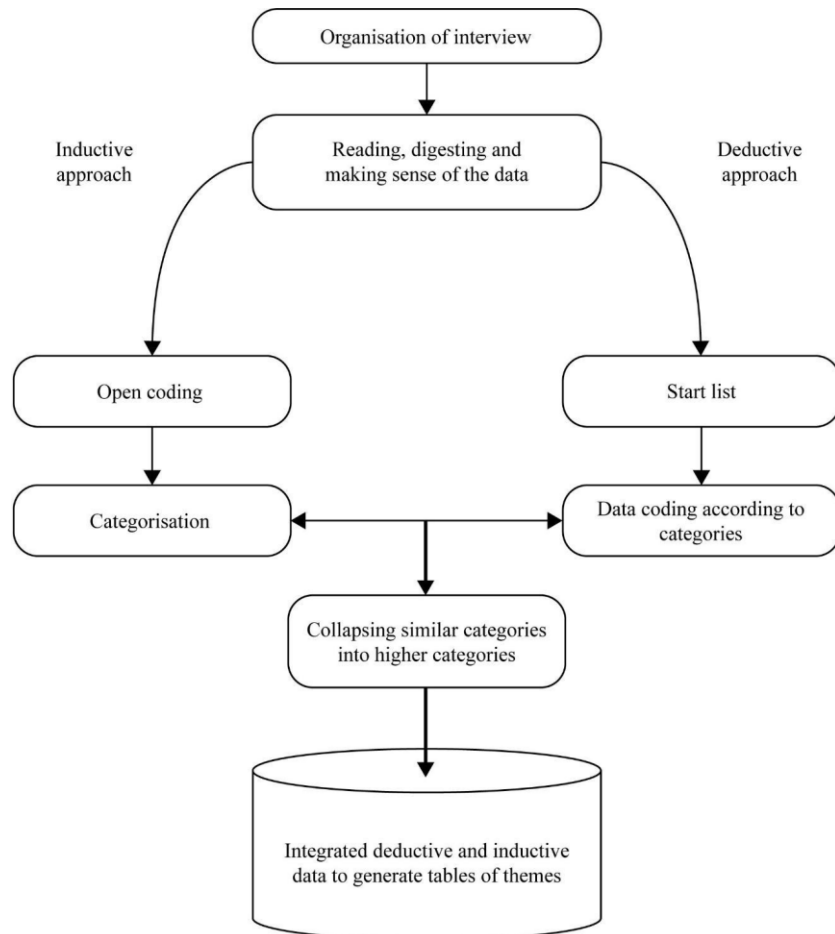 Organisation of interview
Inductive
approach
Reading, digesting and
making sense of the data
Deductive
approach
Open coding
Start list
Categorisation
Data coding according to
categories
Collapsing similar categories
into higher categories
Integrated deductive and inductive
data to generate tables of themes